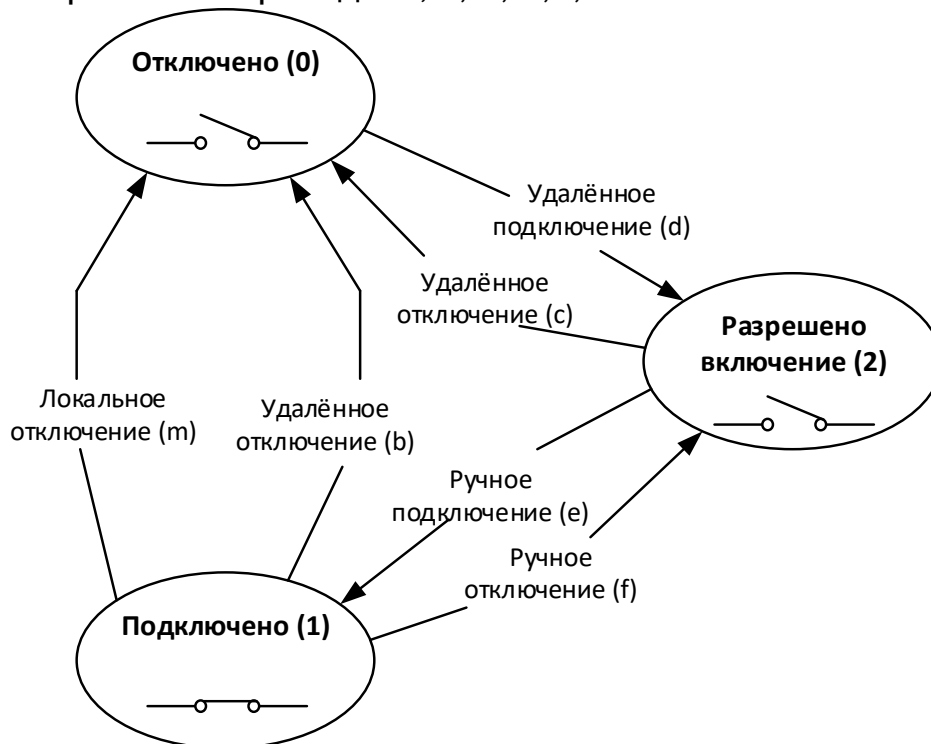 Отключено (0)
Удалённое
подключение (d)
Удалённое
отключение (c)
Разрешено
включение (2)
Локальное
отключение (m)
Удалённое
отключение (b)
Ручное
подключение (e)
Ручное
отключение (f)
Подключено (1)